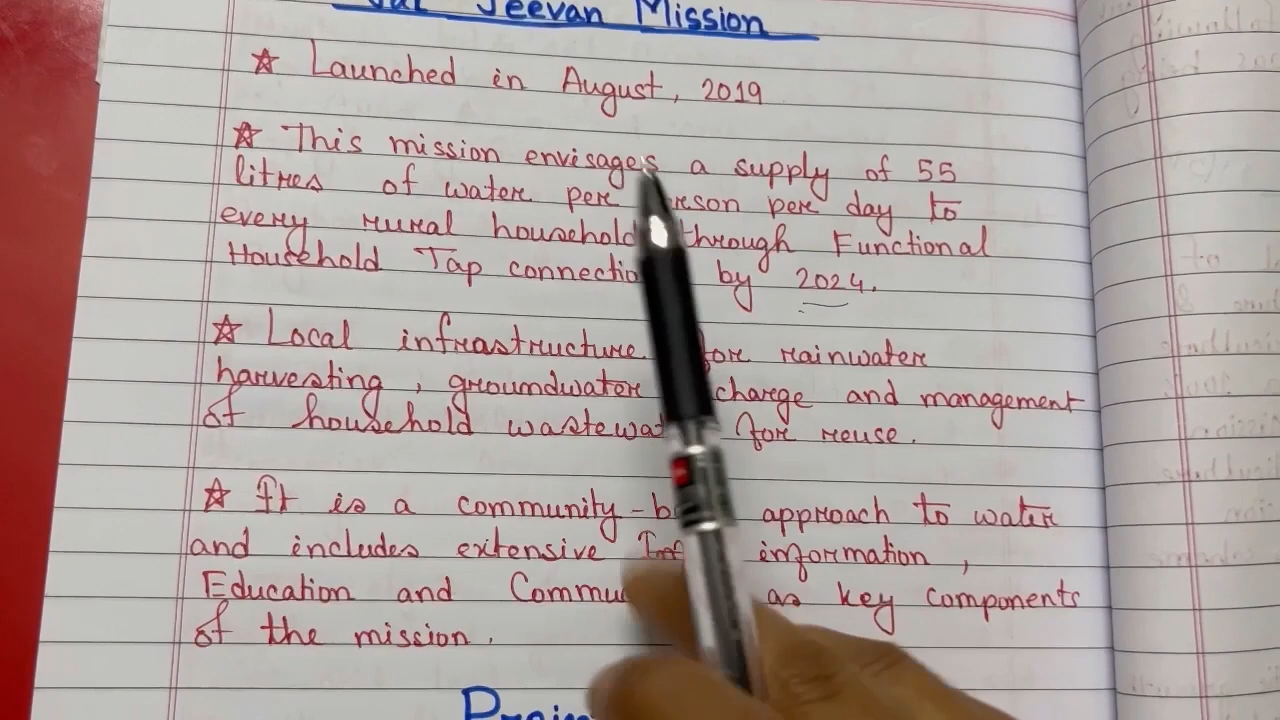 Jal Jeevan Mission
☆ Launched in August, 2019
☆ This mission envisages a supply of 55
litres of water per person per day to
every rural household through Functional
Household Tap connection by 2024.
☆ Local infrastructure for rainwater
harvesting, groundwater recharge and management
of household wastewater for reuse.
☆ It is a community-based approach to water
and includes extensive information,
Education and as key components
of the mission.